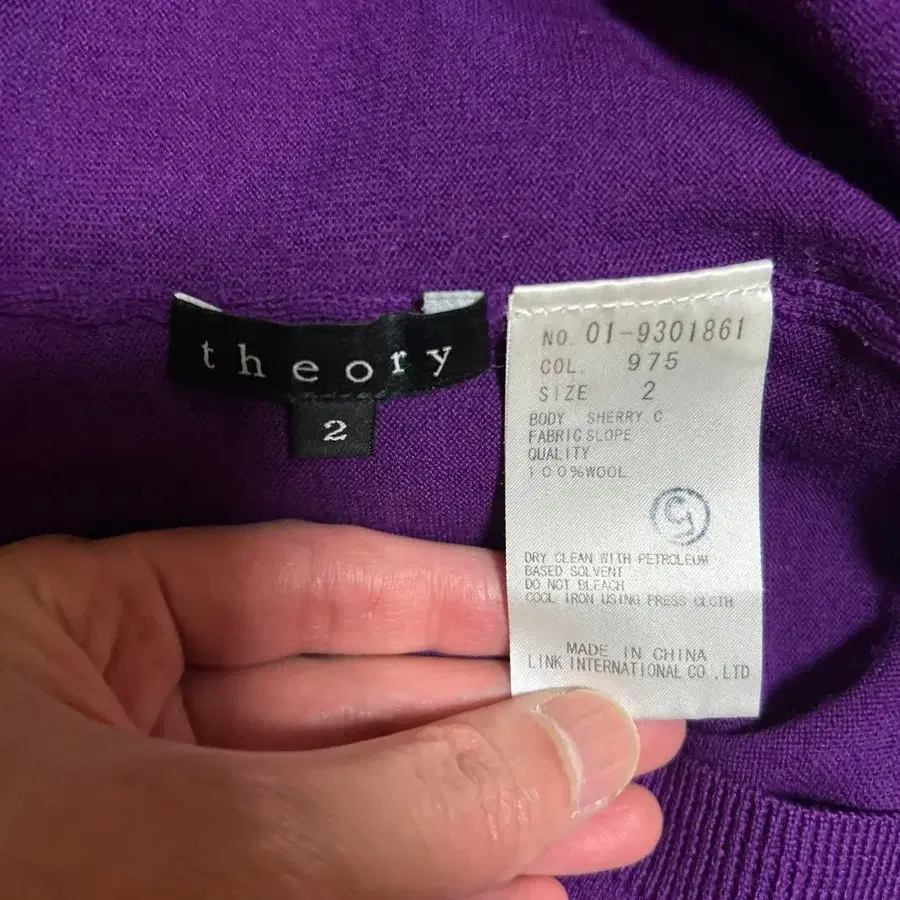 theory
2
NO. 01-9301861
COL. 975
SIZE 2
BODY SHERRY C
FABRIC SLOPE
QUALITY
100%WOOL
DRY CLEAN WITH PETROLEUM
BASED SOLVENT
DO NOT BLEACH
COOL IRON USING PRESS CLOTH
MADE IN CHINA
LINK INTERNATIONAL CO.,LTD